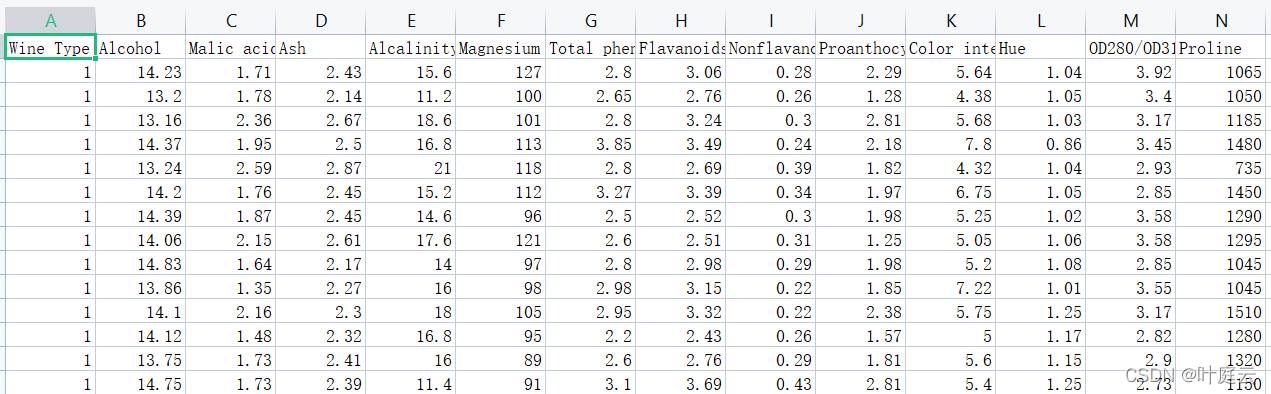 A B C D E F G H I J K L M N
Wine Type Alcohol Malic acid Ash Alcalinity Magnesium Total phen Flavanoids Nonflavano Proanthocy Color inte Hue OD280/OD31 Proline
1 14.23 1.71 2.43 15.6 127 2.8 3.06 0.28 2.29 5.64 1.04 3.92 1065
1 13.2 1.78 2.14 11.2 100 2.65 2.76 0.26 1.28 4.38 1.05 3.4 1050
1 13.16 2.36 2.67 18.6 101 2.8 3.24 0.3 2.81 5.68 1.03 3.17 1185
1 14.37 1.95 2.5 16.8 113 3.85 3.49 0.24 2.18 7.8 0.86 3.45 1480
1 13.24 2.59 2.87 21 118 2.8 2.69 0.39 1.82 4.32 1.04 2.93 735
1 14.2 1.76 2.45 15.2 112 3.27 3.39 0.34 1.97 6.75 1.05 2.85 1450
1 14.39 1.87 2.45 14.6 96 2.5 2.52 0.3 1.98 5.25 1.02 3.58 1290
1 14.06 2.15 2.61 17.6 121 2.6 2.51 0.31 1.25 5.05 1.06 3.58 1295
1 14.83 1.64 2.17 14 97 2.8 2.98 0.29 1.98 5.2 1.08 2.85 1045
1 13.86 1.35 2.27 16 98 2.98 3.15 0.22 1.85 7.22 1.01 3.55 1045
1 14.1 2.16 2.3 18 105 2.95 3.32 0.22 2.38 5.75 1.25 3.17 1510
1 14.12 1.48 2.32 16.8 95 2.2 2.43 0.26 1.57 5 1.17 2.82 1280
1 13.75 1.73 2.41 16 89 2.6 2.76 0.29 1.81 5.6 1.15 2.9 1320
1 14.75 1.73 2.39 11.4 91 3.1 3.69 0.43 2.81 5.4 1.25 2.73 1150
CSDN @叶庭云